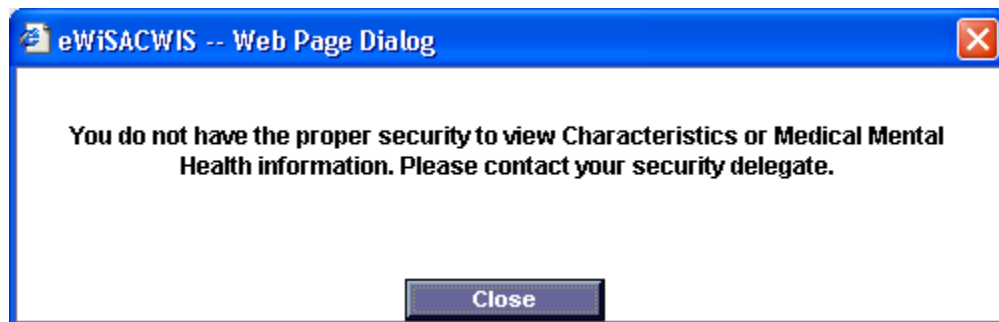 eWiSACWIS -- Web Page Dialog
You do not have the proper security to view Characteristics or Medical Mental
Health information. Please contact your security delegate.
Close